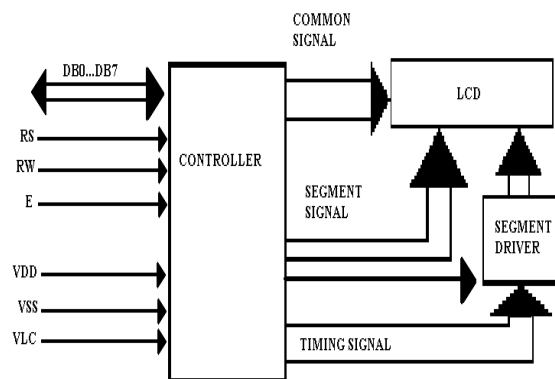 COMMON
SIGNAL
DB0...DB7
LCD
RS
RW
CONTROLLER
E
SEGMENT
SIGNAL
SEGMENT
DRIVER
VDD
VSS
VLC
TIMING SIGNAL